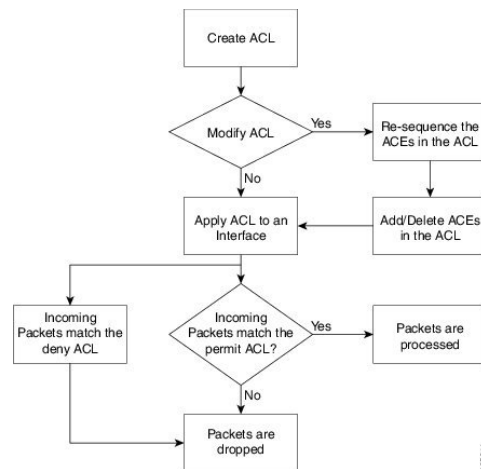 Create ACL
Modify ACL
Yes
Re-sequence the
ACEs in the ACL
No
Apply ACL to an
Interface
Add/Delete ACEs
in the ACL
Incoming
Packets match the
deny ACL
Incoming
Packets match the
permit ACL?
Yes
Packets are
processed
No
Packets are
dropped